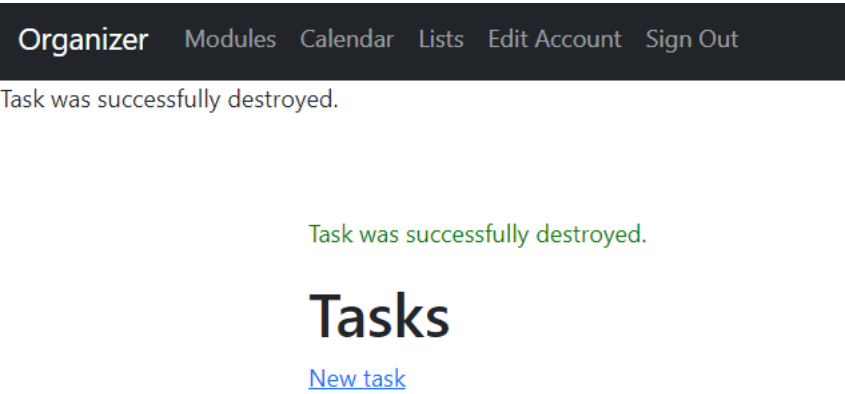 Organizer Modules Calendar Lists Edit Account Sign Out
Task was successfully destroyed.
Task was successfully destroyed.
Tasks
New task